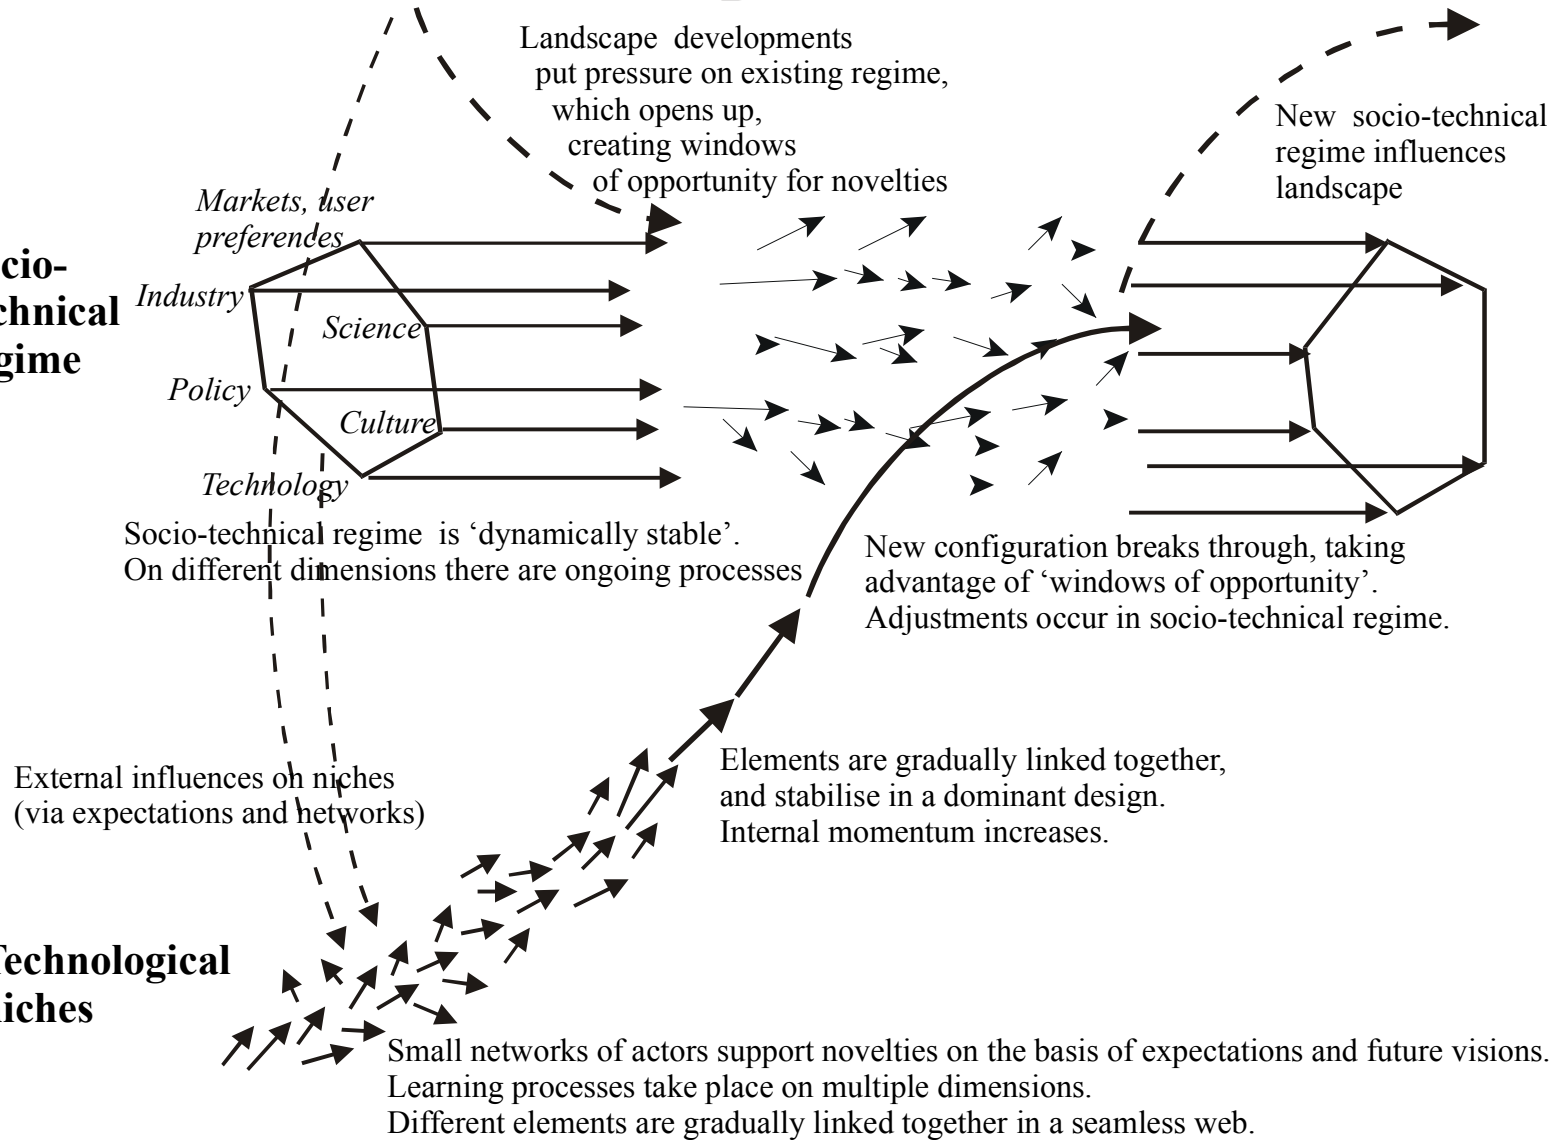 Landscape developments
put pressure on existing regime,
which opens up,
creating windows
of opportunity for novelties
New socio-technical
regime influences
landscape
Markets, user
preferences
cio-
chnical
gime
Industry
Science
Policy
Culture
Technology
Socio-technical regime is ‘dynamically stable’.
On different dimensions there are ongoing processes
New configuration breaks through, taking
advantage of ‘windows of opportunity’.
Adjustments occur in socio-technical regime.
External influences on niches
(via expectations and networks)
Elements are gradually linked together,
and stabilise in a dominant design.
Internal momentum increases.
Technological
niches
Small networks of actors support novelties on the basis of expectations and future visions.
Learning processes take place on multiple dimensions.
Different elements are gradually linked together in a seamless web.